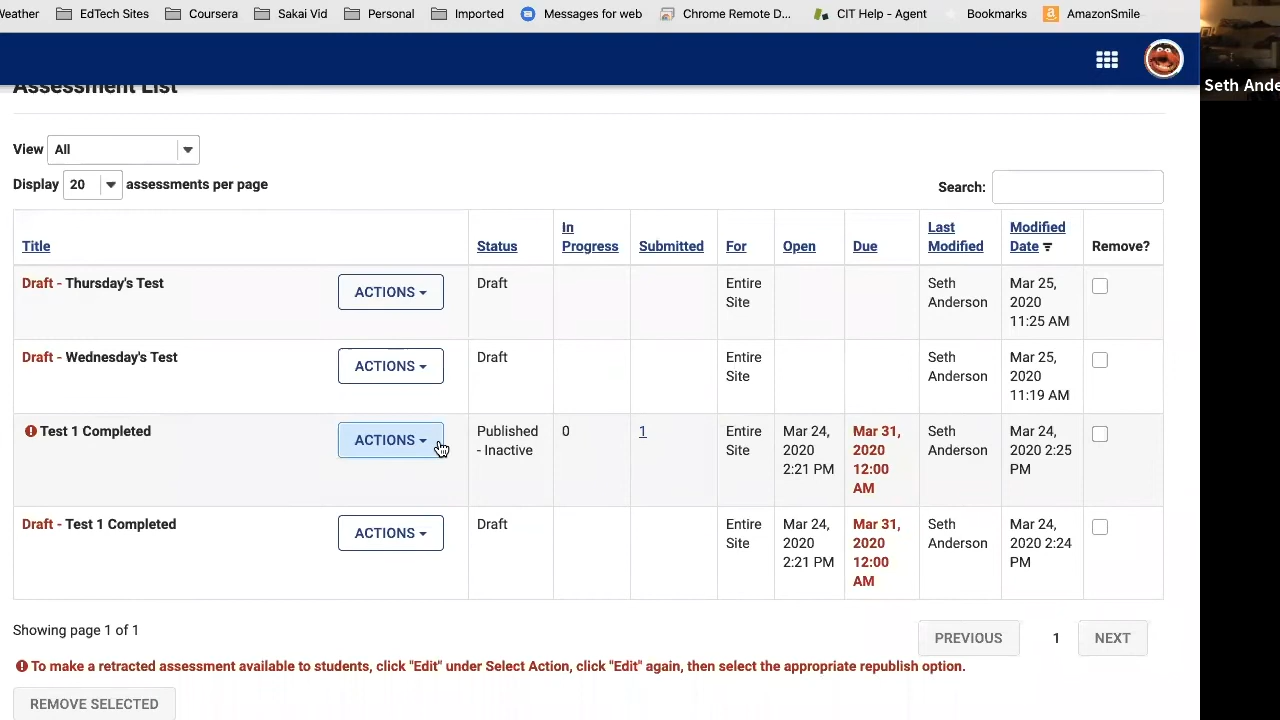 eather EdTech Sites Coursera Sakai Vid Personal Imported Messages for web Chrome Remote D... CIT Help - Agent Bookmarks AmazonSmile
Seth Ande
Assessment List
View All
Display 20 assessments per page
Search:
Title Status In Progress Submitted For Open Due Last Modified Modified Date Remove?
Draft - Thursday's Test ACTIONS Draft Entire Site Seth Anderson Mar 25, 2020 11:25 AM
Draft - Wednesday's Test ACTIONS Draft Entire Site Seth Anderson Mar 25, 2020 11:19 AM
Test 1 Completed ACTIONS Published - Inactive 0 1 Entire Site Mar 24, 2020 2:21 PM Mar 31, 2020 12:00 AM Seth Anderson Mar 24, 2020 2:25 PM
Draft - Test 1 Completed ACTIONS Draft Entire Site Mar 24, 2020 2:21 PM Mar 31, 2020 12:00 AM Seth Anderson Mar 24, 2020 2:24 PM
Showing page 1 of 1
PREVIOUS 1 NEXT
To make a retracted assessment available to students, click "Edit" under Select Action, click "Edit" again, then select the appropriate republish option.
REMOVE SELECTED